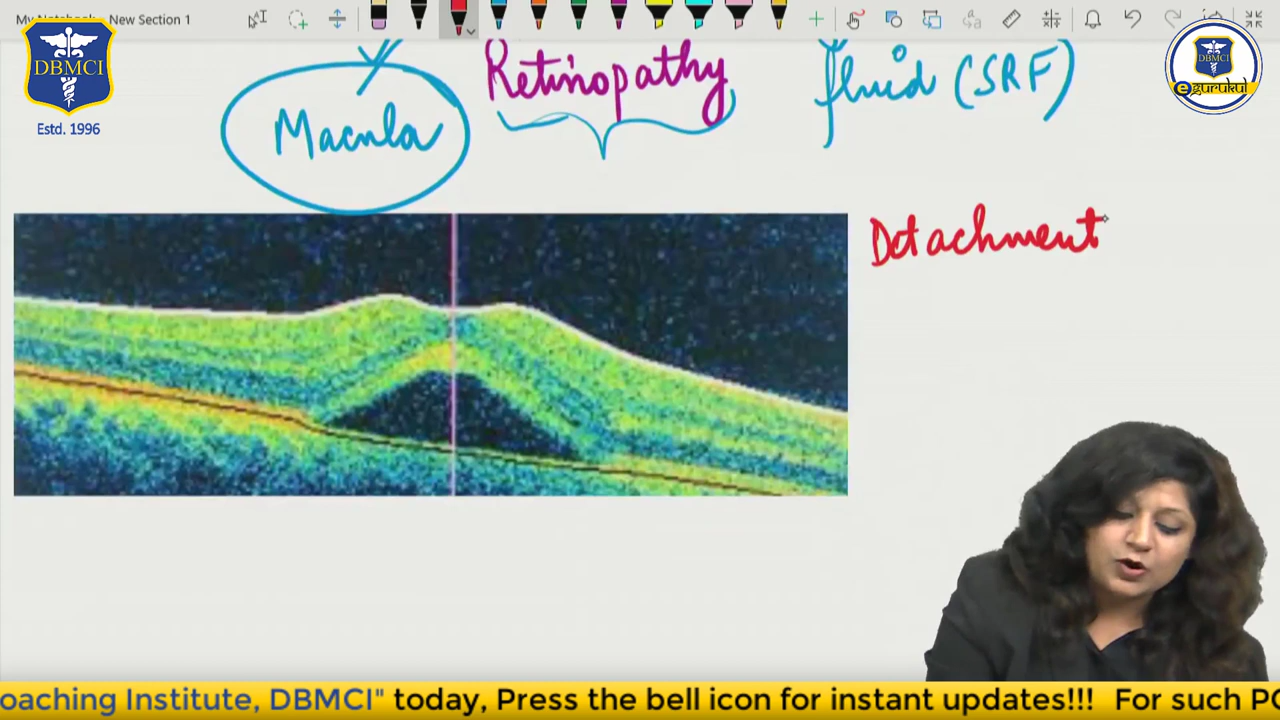 My Notebook - New Section 1
DBMCI
Estd. 1996
DBMCI
eGurukul
Macula
Retinopathy
fluid (SRF)
Detachment
oaching Institute, DBMCI" today, Press the bell icon for instant updates!!! For such PG